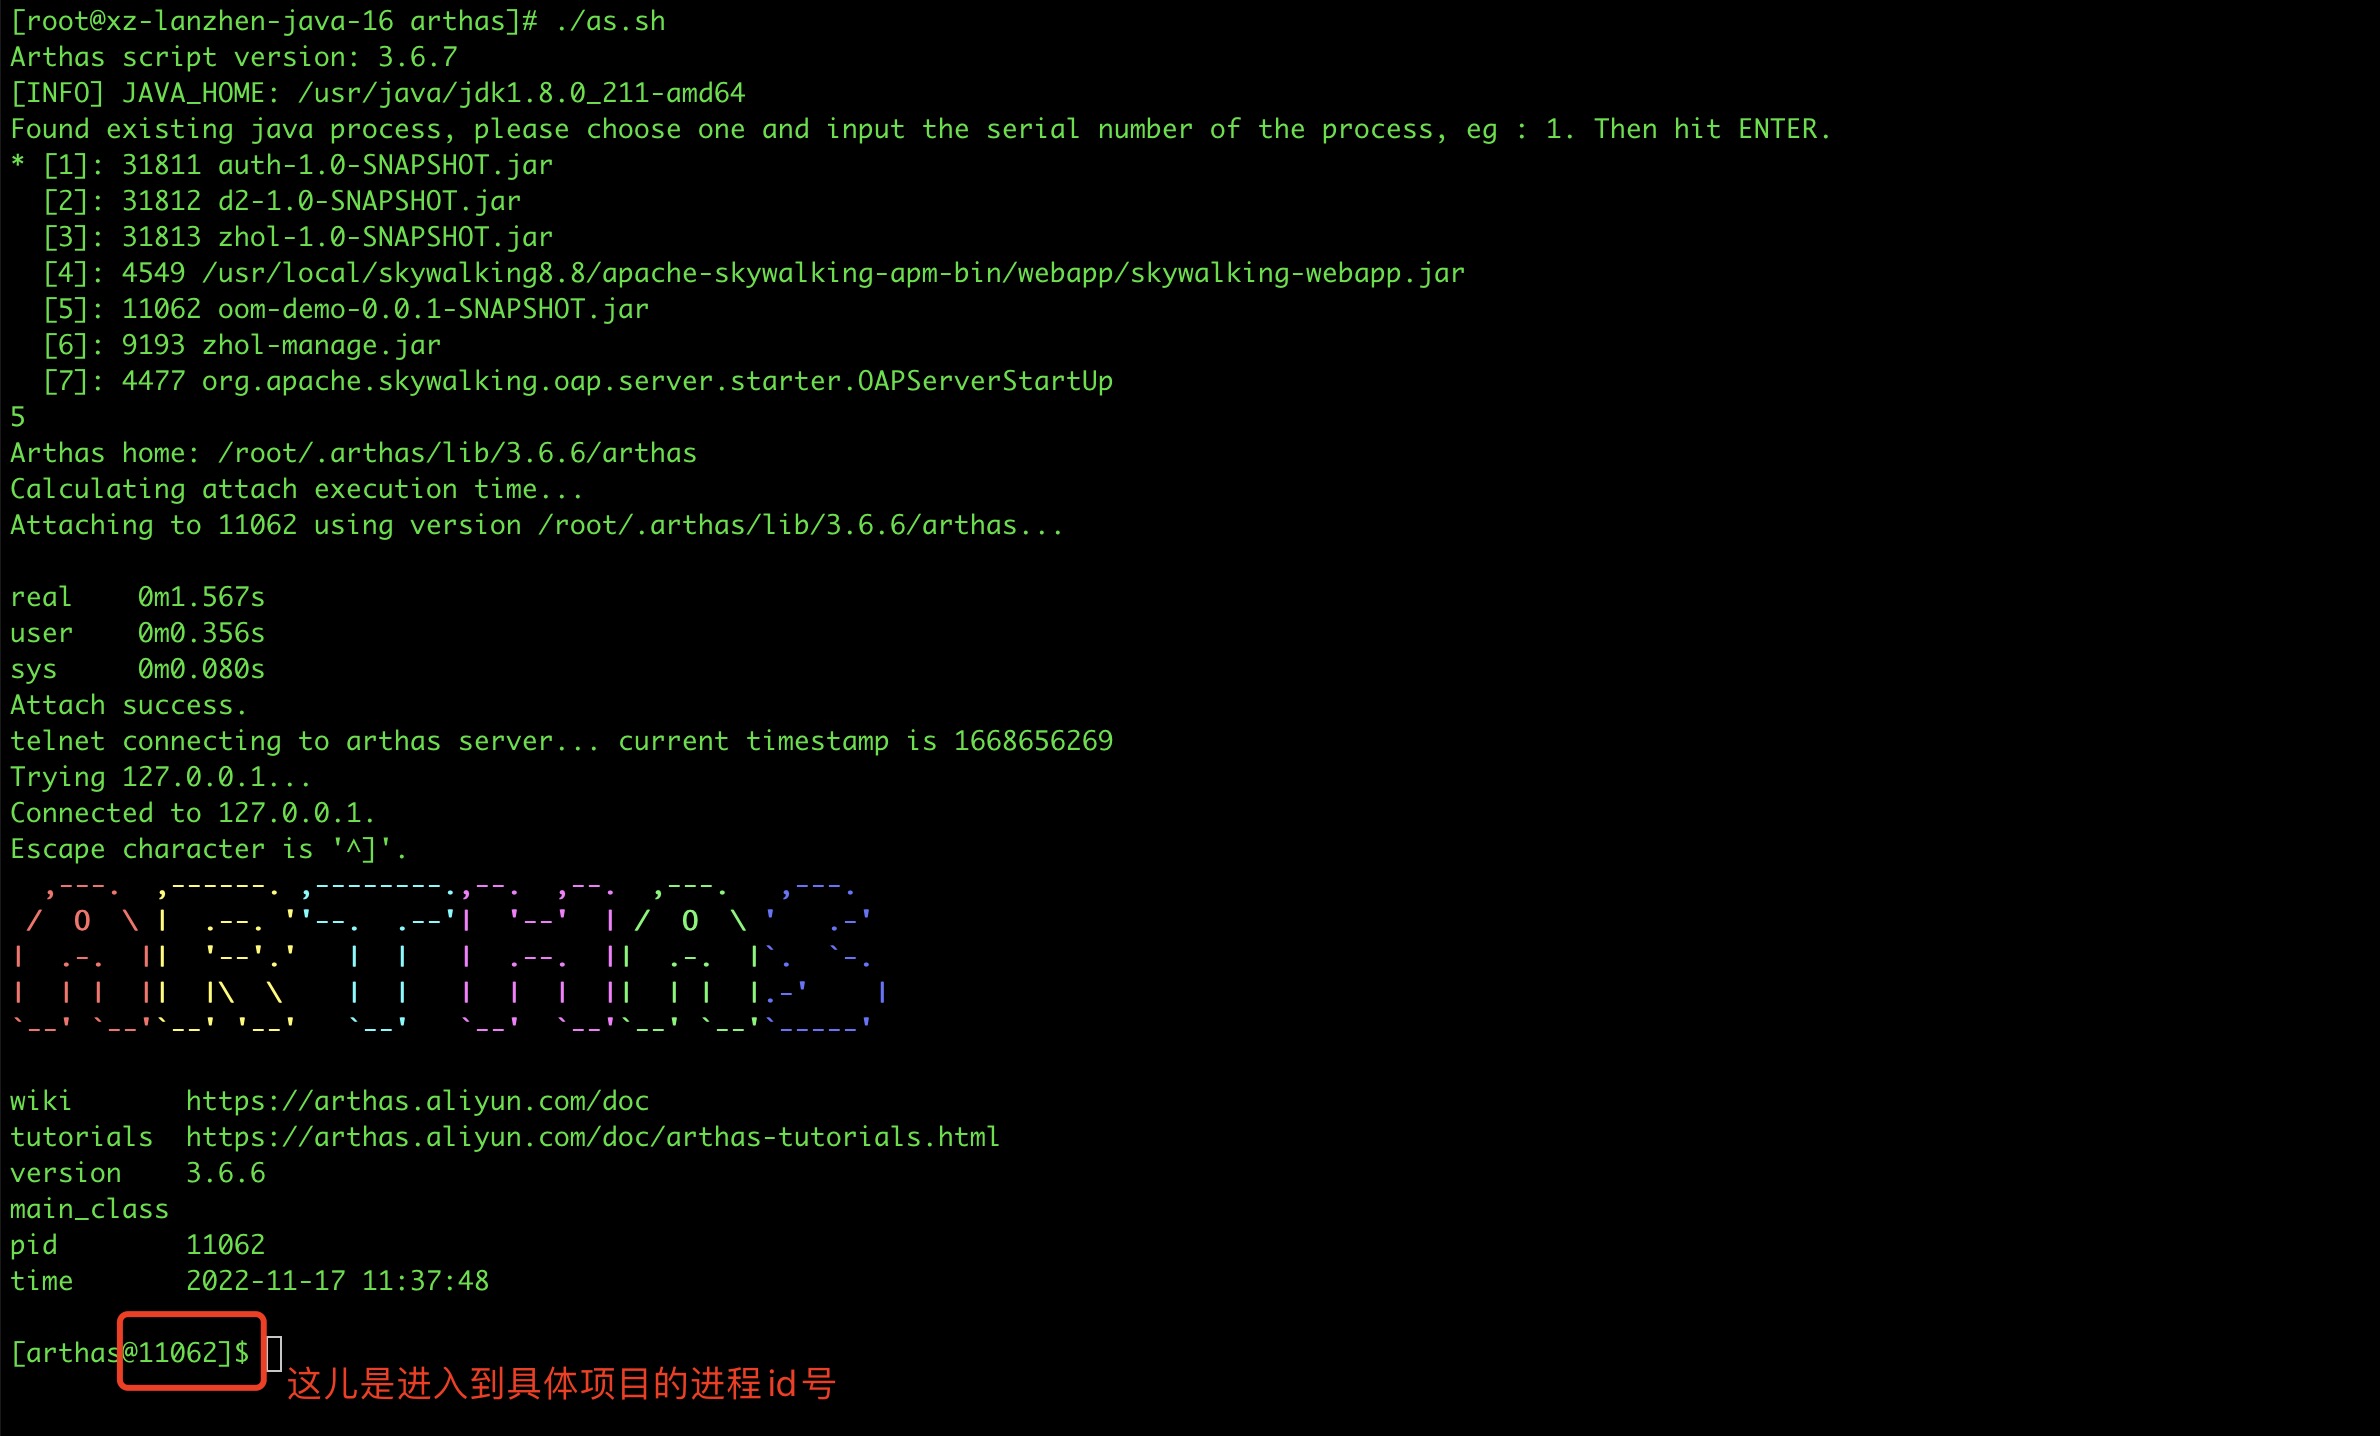 [root@xz-lanzhen-java-16 arthas]# ./as.sh
Arthas script version: 3.6.7
[INFO] JAVA_HOME: /usr/java/jdk1.8.0_211-amd64
Found existing java process, please choose one and input the serial number of the process, eg : 1. Then hit ENTER.
* [1]: 31811 auth-1.0-SNAPSHOT.jar
  [2]: 31812 d2-1.0-SNAPSHOT.jar
  [3]: 31813 zhol-1.0-SNAPSHOT.jar
  [4]: 4549 /usr/local/skywalking8.8/apache-skywalking-apm-bin/webapp/skywalking-webapp.jar
  [5]: 11062 oom-demo-0.0.1-SNAPSHOT.jar
  [6]: 9193 zhol-manage.jar
  [7]: 4477 org.apache.skywalking.oap.server.starter.OAPServerStartUp
5
Arthas home: /root/.arthas/lib/3.6.6/arthas
Calculating attach execution time...
Attaching to 11062 using version /root/.arthas/lib/3.6.6/arthas...
real    0m1.567s
user    0m0.356s
sys     0m0.080s
Attach success.
telnet connecting to arthas server... current timestamp is 1668656269
Trying 127.0.0.1...
Connected to 127.0.0.1.
Escape character is '^]'.
ARTHAS
wiki       https://arthas.aliyun.com/doc
tutorials  https://arthas.aliyun.com/doc/arthas-tutorials.html
version    3.6.6
main_class
pid        11062
time       2022-11-17 11:37:48
[arthas@11062]$
这儿是进入到具体项目的进程id号